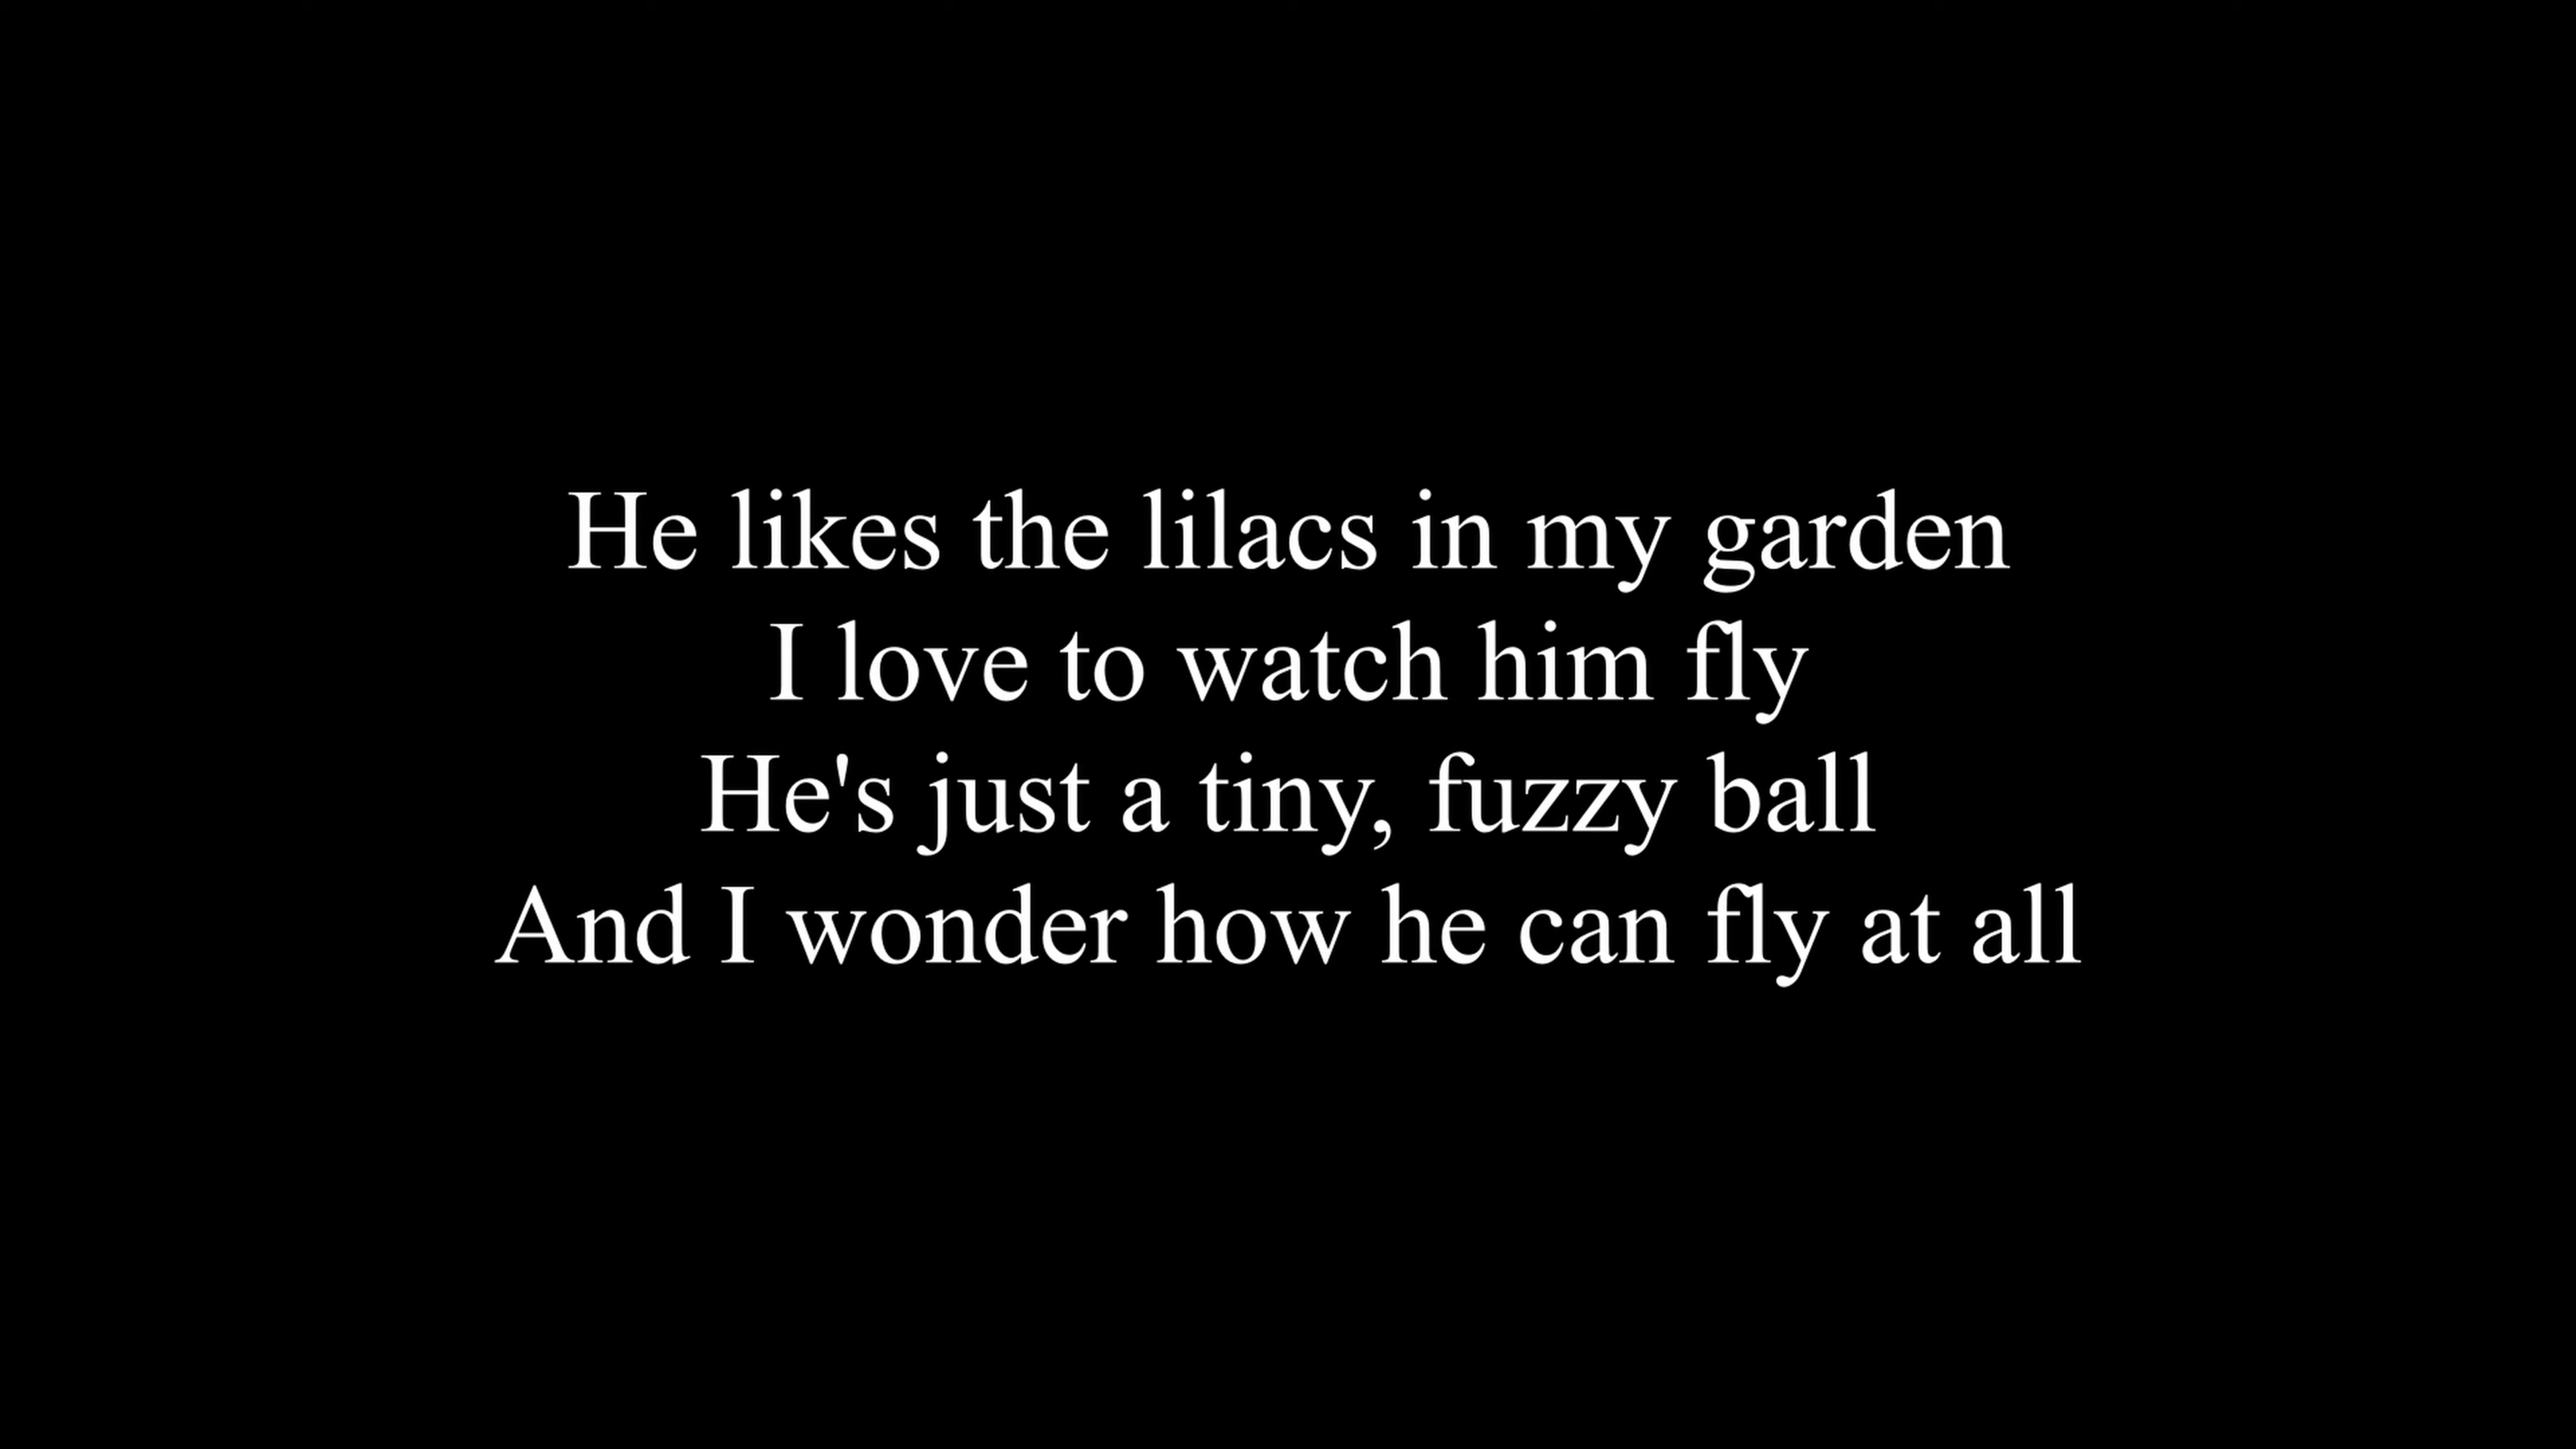 He likes the lilacs in my garden
I love to watch him fly
He's just a tiny, fuzzy ball
And I wonder how he can fly at all